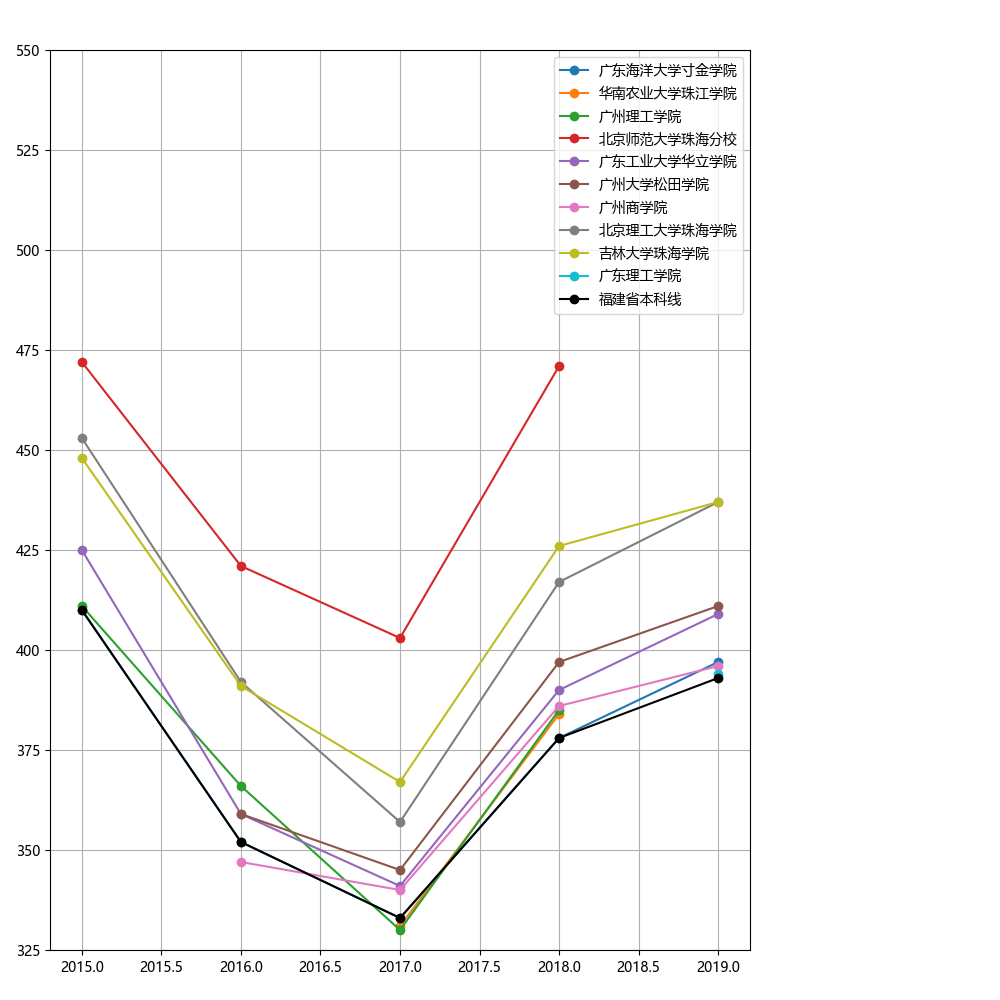 550
525
500
475
450
425
400
375
350
325
广东海洋大学寸金学院
华南农业大学珠江学院
广州理工学院
北京师范大学珠海分校
广东工业大学华立学院
广州大学松田学院
广州商学院
北京理工大学珠海学院
吉林大学珠海学院
广东理工学院
福建省本科线
2015.0 2015.5 2016.0 2016.5 2017.0 2017.5 2018.0 2018.5 2019.0